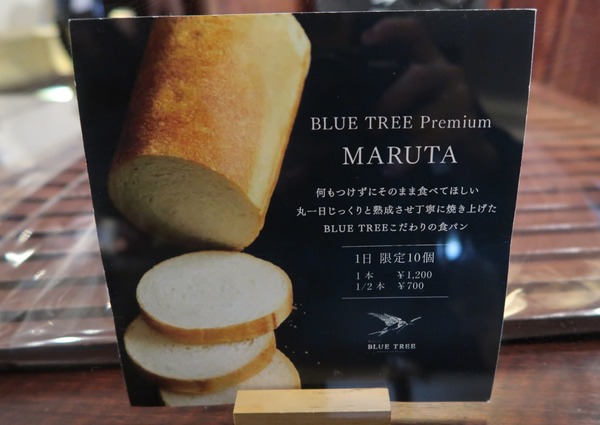 BLUE TREE Premium
MARUTA
何もつけずにそのまま食べてほしい
丸一日じっくりと熟成させ丁寧に焼き上げた
BLUE TREEこだわりの食パン
1日 限定10個
1本 ¥1,200
1/2本 ¥700
BLUE TREE